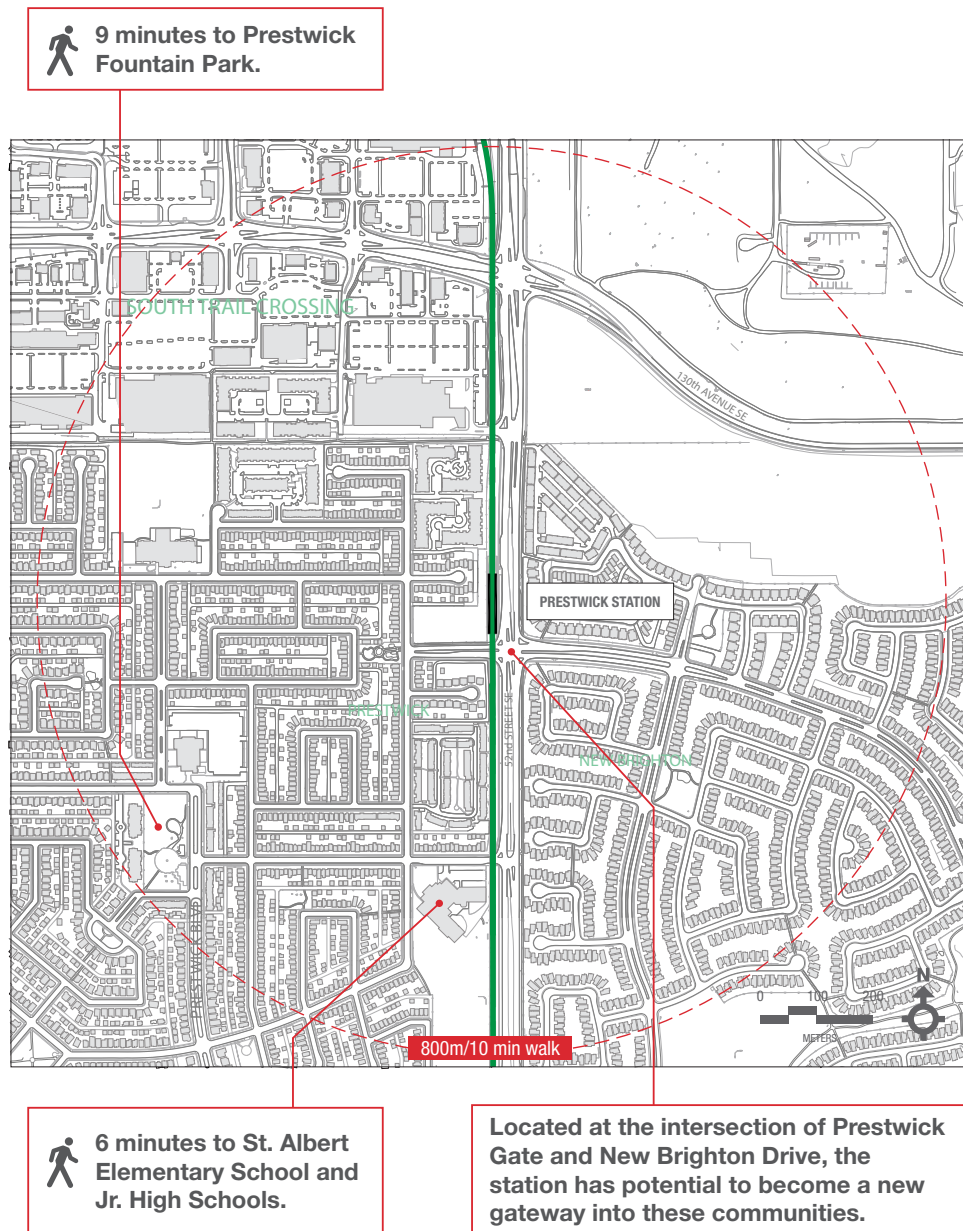 9 minutes to Prestwick
Fountain Park.
SOUTH TRAIL CROSSING
130th AVENUE SE
PRESTWICK STATION
PRESTWICK
52nd STREET SE
NEW BRIGHTON
N
0 100 200
METERS
800m/10 min walk
6 minutes to St. Albert
Elementary School and
Jr. High Schools.
Located at the intersection of Prestwick
Gate and New Brighton Drive, the
station has potential to become a new
gateway into these communities.